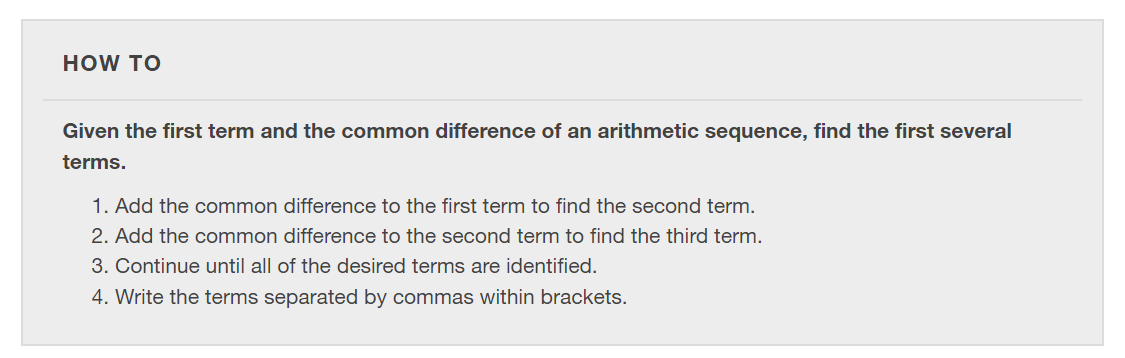 HOW TO
Given the first term and the common difference of an arithmetic sequence, find the first several
terms.
1. Add the common difference to the first term to find the second term.
2. Add the common difference to the second term to find the third term.
3. Continue until all of the desired terms are identified.
4. Write the terms separated by commas within brackets.